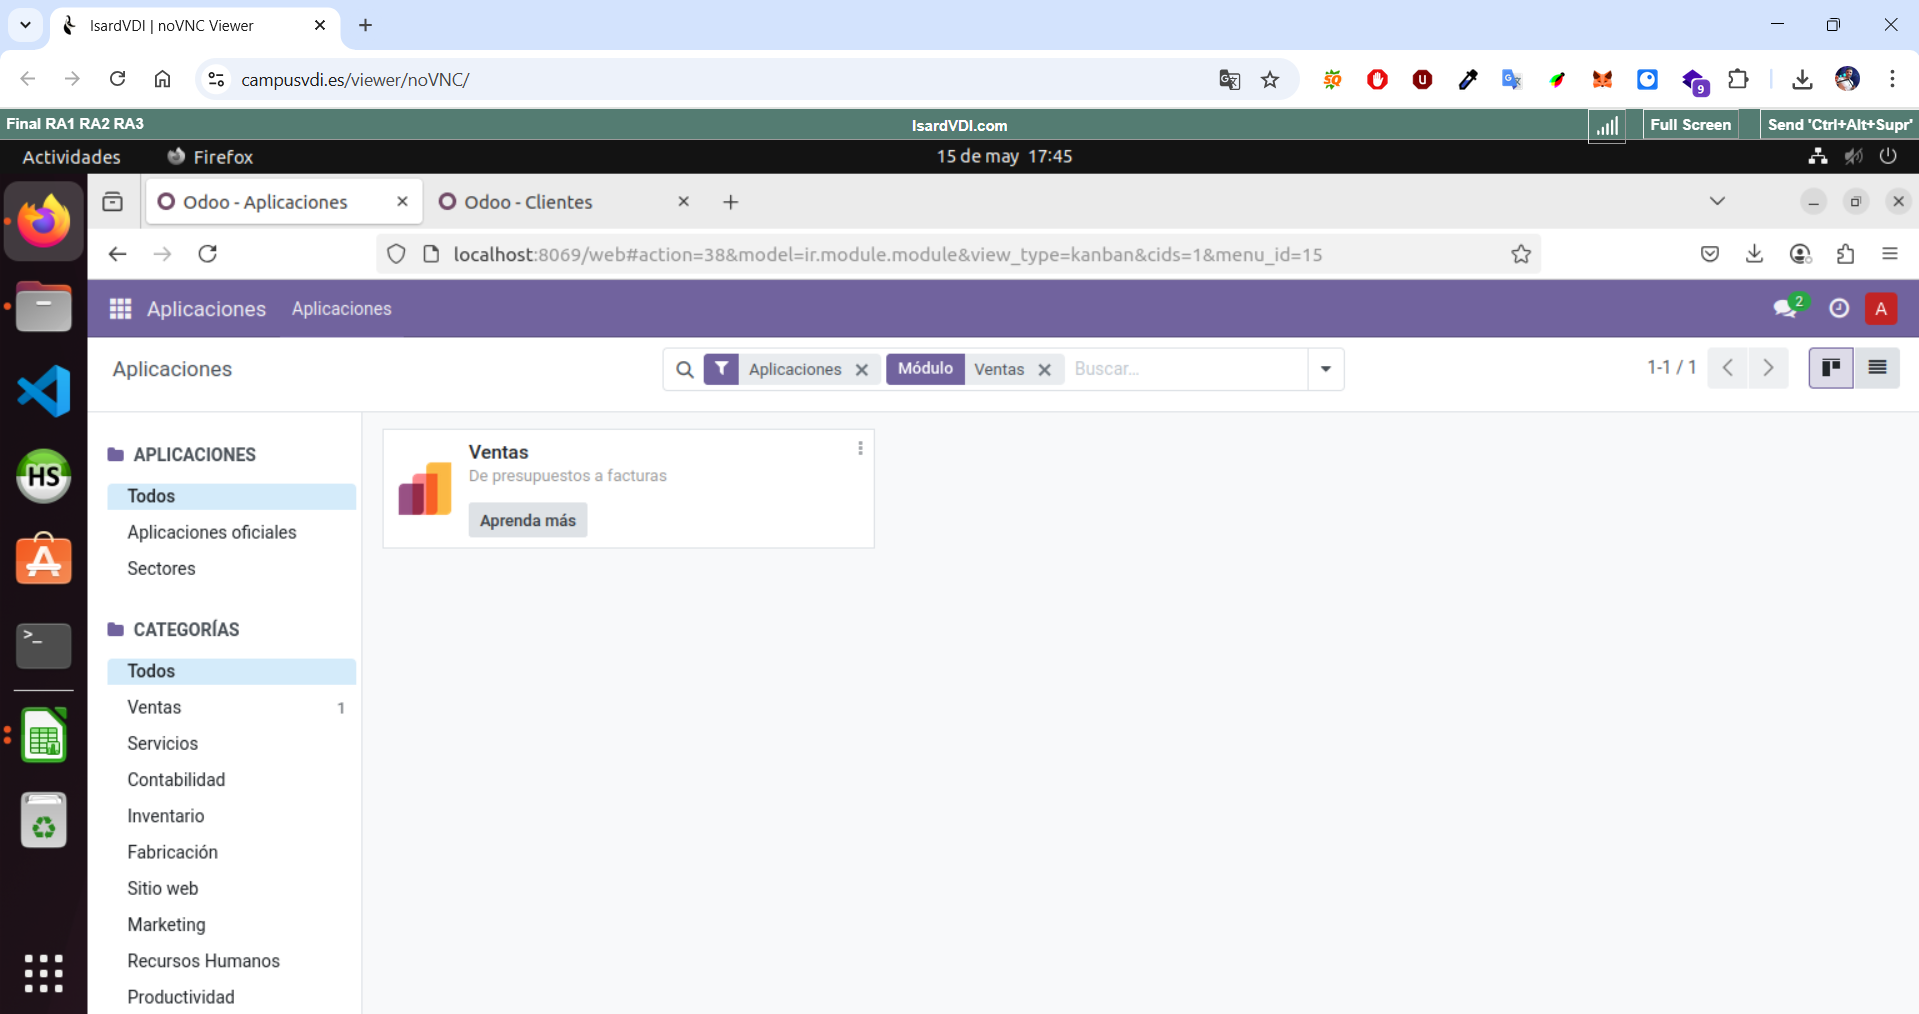 IsardVDI | noVNC Viewer
campusvdi.es/viewer/noVNC/
SQ
U
G
9
Final RA1 RA2 RA3
IsardVDI.com
Full Screen
Send 'Ctrl+Alt+Supr'
Actividades
Firefox
15 de may 17:45
Odoo - Aplicaciones
Odoo - Clientes
localhost:8069/web#action=38&model=ir.module.module&view_type=kanban&cids=1&menu_id=15
Aplicaciones
Aplicaciones
2
A
Aplicaciones
Aplicaciones
Módulo
Ventas
Buscar...
1-1 / 1
APLICACIONES
Todos
Aplicaciones oficiales
Sectores
CATEGORÍAS
Todos
Ventas
1
Servicios
Contabilidad
Inventario
Fabricación
Sitio web
Marketing
Recursos Humanos
Productividad
Ventas
De presupuestos a facturas
Aprenda más
HS
A
>_